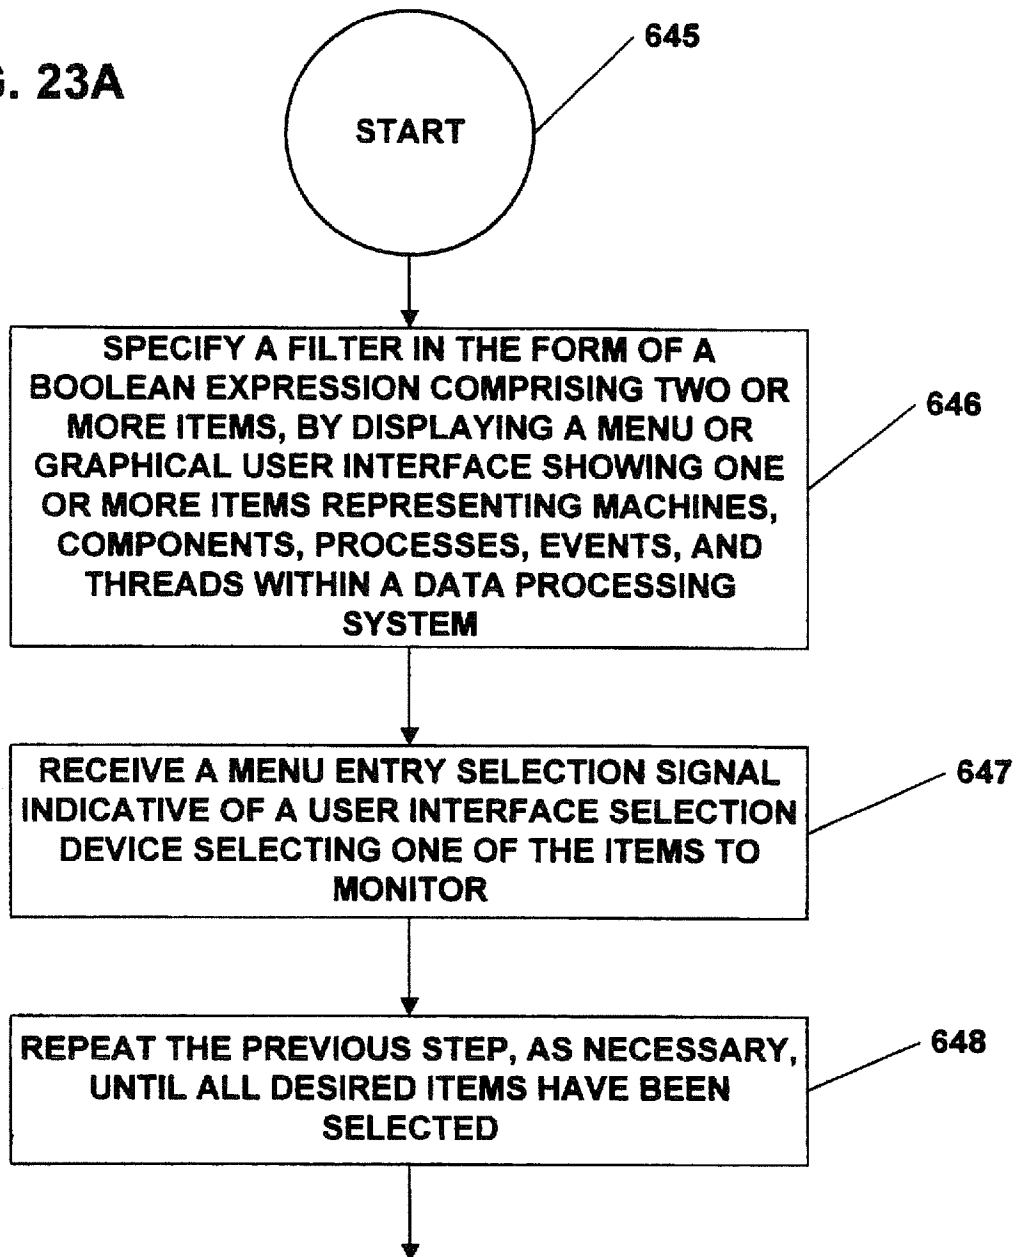 645
G. 23A
START
SPECIFY A FILTER IN THE FORM OF A
BOOLEAN EXPRESSION COMPRISING TWO OR
MORE ITEMS, BY DISPLAYING A MENU OR
GRAPHICAL USER INTERFACE SHOWING ONE
OR MORE ITEMS REPRESENTING MACHINES,
COMPONENTS, PROCESSES, EVENTS, AND
THREADS WITHIN A DATA PROCESSING
SYSTEM
646
RECEIVE A MENU ENTRY SELECTION SIGNAL
INDICATIVE OF A USER INTERFACE SELECTION
DEVICE SELECTING ONE OF THE ITEMS TO
MONITOR
647
REPEAT THE PREVIOUS STEP, AS NECESSARY,
UNTIL ALL DESIRED ITEMS HAVE BEEN
SELECTED
648